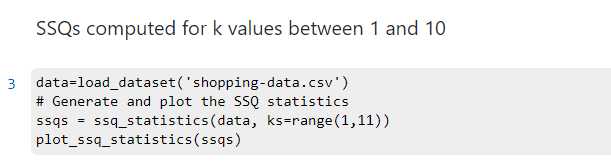 SSQs computed for k values between 1 and 10
3
data=load_dataset('shopping-data.csv')
# Generate and plot the SSQ statistics
ssqs = ssq_statistics(data, ks=range(1,11))
plot_ssq_statistics(ssqs)